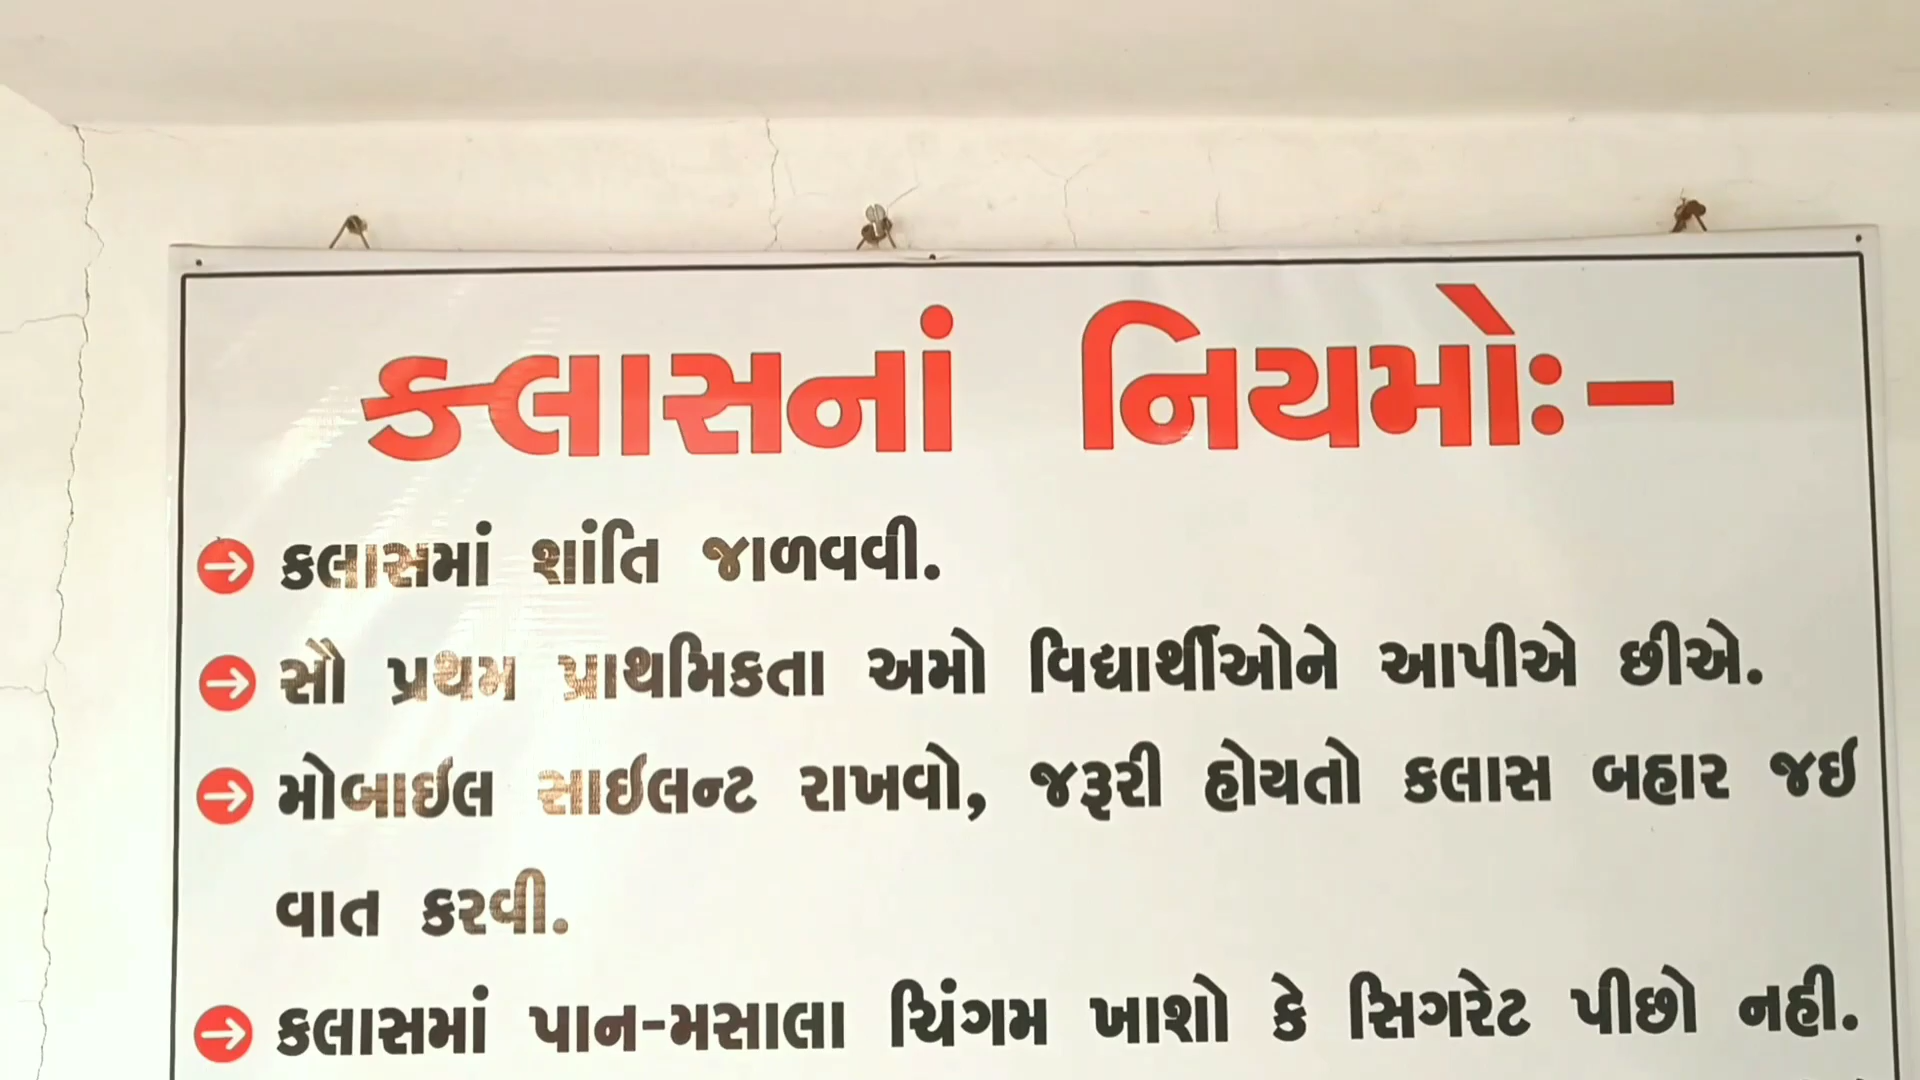 કલાસનાં નિયમોઃ–
કલાસમાં શાંતિ જાળવવી.
સૌ પ્રથમ પ્રાથમિકતા અમો વિદ્યાર્થીઓને આપીએ છીએ.
મોબાઈલ સાઈલન્ટ રાખવો, જરૂરી હોયતો કલાસ બહાર જઈ
વાત કરવી.
કલાસમાં પાન-મસાલા ચિંગમ ખાશો કે સિગરેટ પીછો નહી.